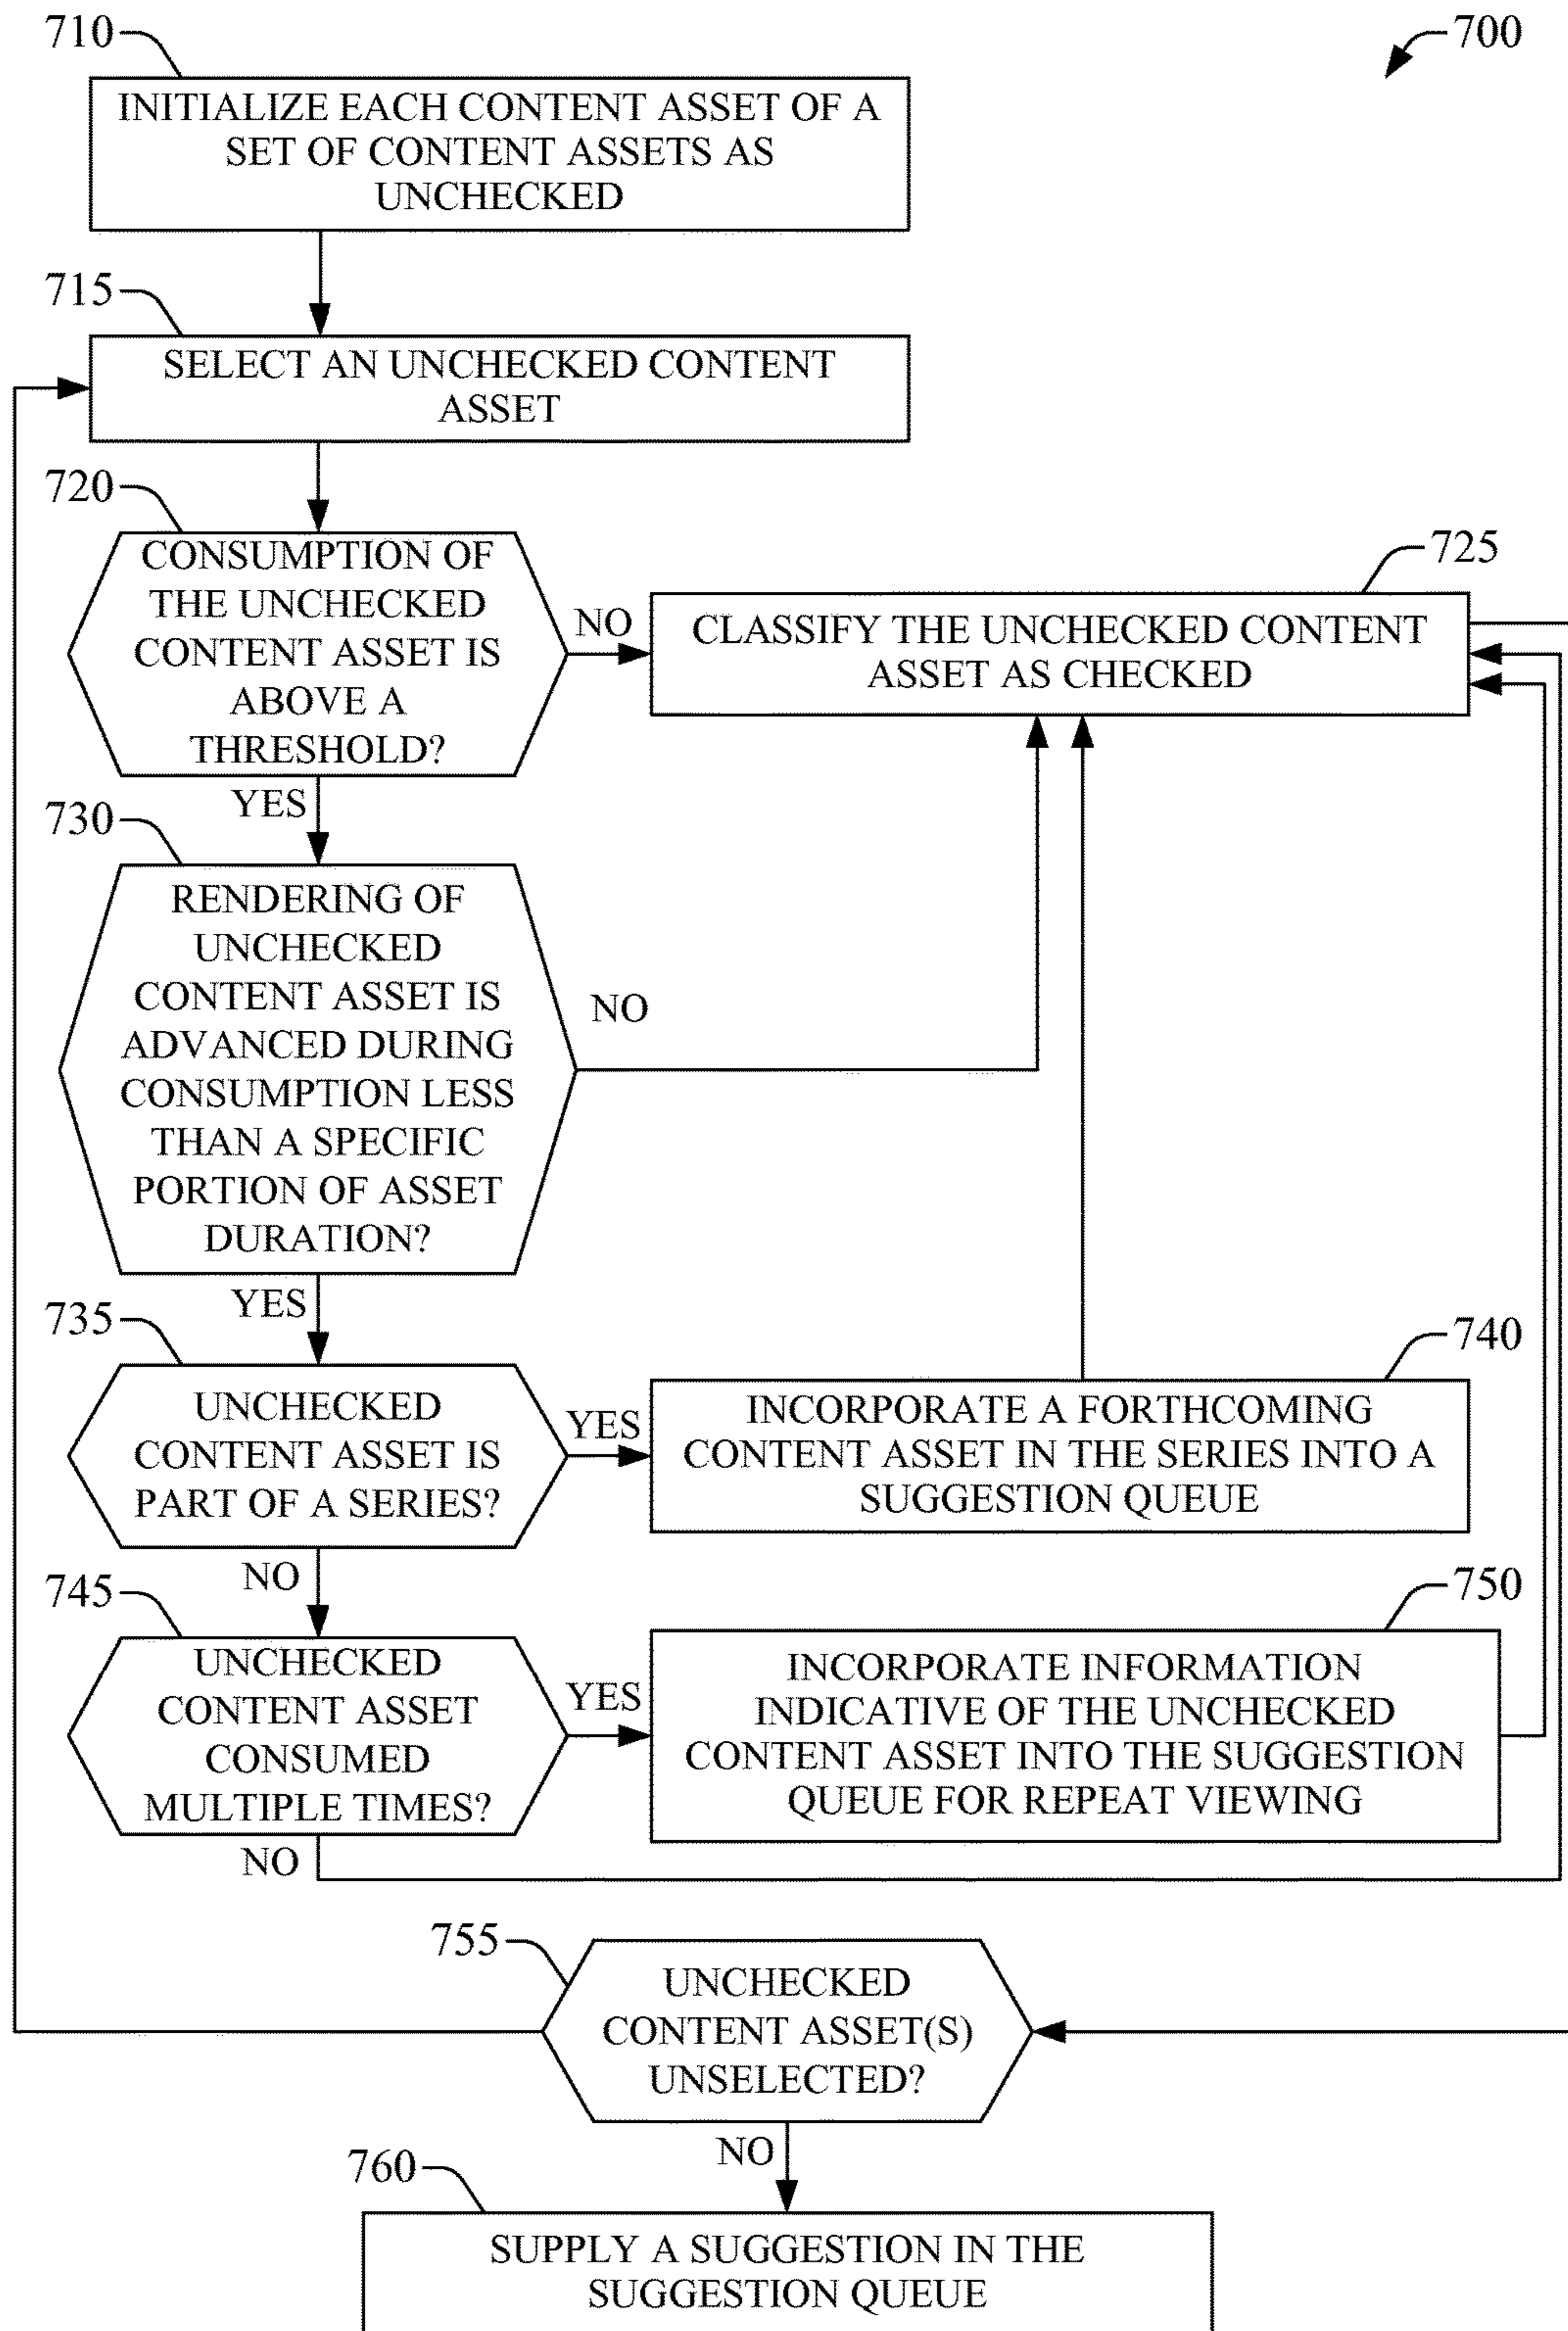 710
700
INITIALIZE EACH CONTENT ASSET OF A
SET OF CONTENT ASSETS AS
UNCHECKED
715
SELECT AN UNCHECKED CONTENT
ASSET
720
CONSUMPTION OF
THE UNCHECKED
CONTENT ASSET IS
ABOVE A
THRESHOLD?
NO
725
CLASSIFY THE UNCHECKED CONTENT
ASSET AS CHECKED
YES
730
RENDERING OF
UNCHECKED
CONTENT ASSET IS
ADVANCED DURING
CONSUMPTION LESS
THAN A SPECIFIC
PORTION OF ASSET
DURATION?
NO
YES
735
UNCHECKED
CONTENT ASSET IS
PART OF A SERIES?
YES
740
INCORPORATE A FORTHCOMING
CONTENT ASSET IN THE SERIES INTO A
SUGGESTION QUEUE
NO
745
UNCHECKED
CONTENT ASSET
CONSUMED
MULTIPLE TIMES?
YES
750
INCORPORATE INFORMATION
INDICATIVE OF THE UNCHECKED
CONTENT ASSET INTO THE SUGGESTION
QUEUE FOR REPEAT VIEWING
NO
755
UNCHECKED
CONTENT ASSET(S)
UNSELECTED?
NO
760
SUPPLY A SUGGESTION IN THE
SUGGESTION QUEUE